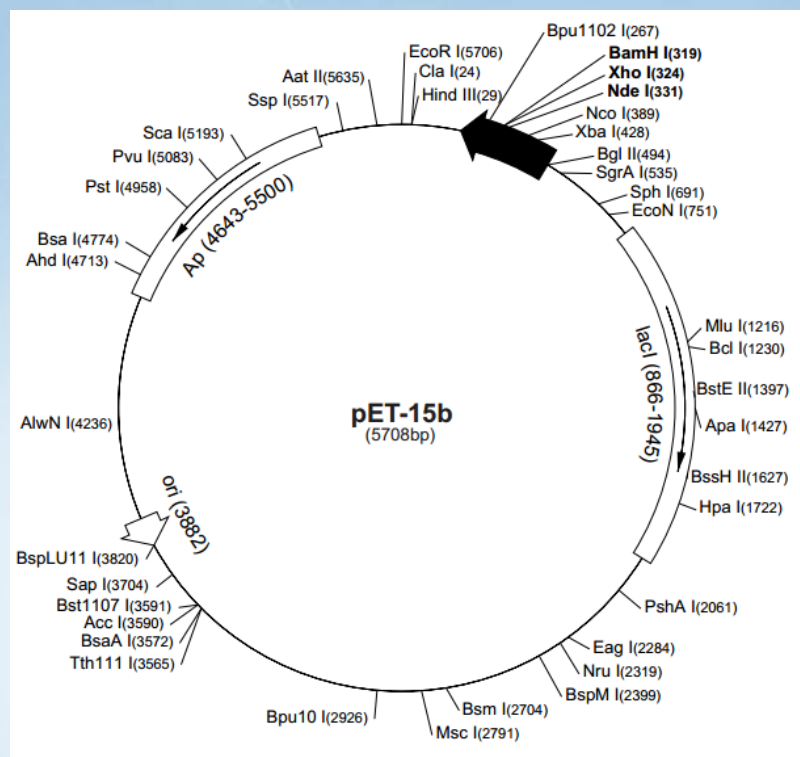 EcoR I(5706)
Cla I(24)
Hind III(29)
Bpu1102 I(267)
BamH I(319)
Xho I(324)
Nde I(331)
Nco I(389)
Xba I(428)
Bgl II(494)
SgrA I(535)
Sph I(691)
EcoN I(751)
lacI (866-1945)
Mlu I(1216)
Bcl I(1230)
BstE II(1397)
Apa I(1427)
BssH II(1627)
Hpa I(1722)
PshA I(2061)
Eag I(2284)
Nru I(2319)
BspM I(2399)
Bsm I(2704)
Msc I(2791)
Bpu10 I(2926)
Tth111 I(3565)
BsaA I(3572)
Acc I(3590)
Bst1107 I(3591)
Sap I(3704)
BspLU11 I(3820)
ori (3882)
AlwN I(4236)
Ahd I(4713)
Bsa I(4774)
Ap (4643-5500)
Pst I(4958)
Pvu I(5083)
Sca I(5193)
Ssp I(5517)
Aat II(5635)
pET-15b
(5708bp)